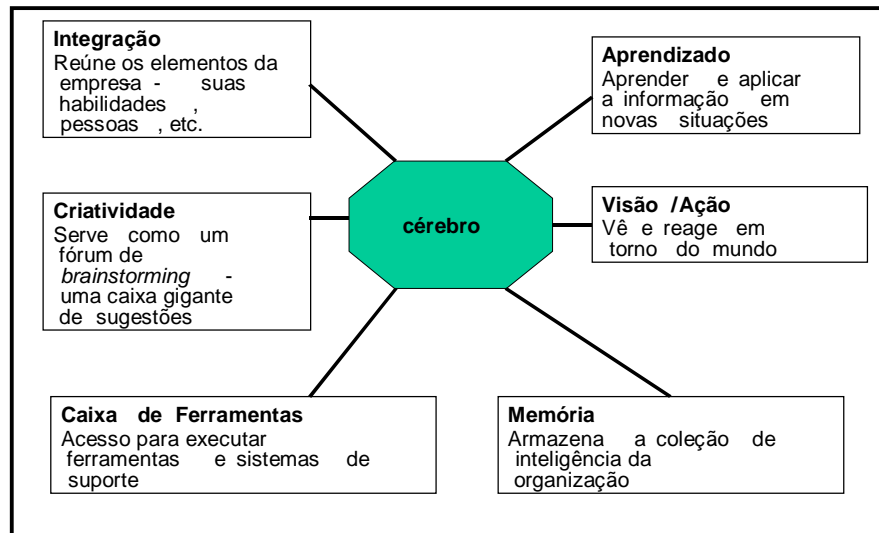 Integração
Reúne os elementos da
empresa - suas
habilidades ,
pessoas , etc.
Aprendizado
Aprender e aplicar
a informação em
novas situações
Criatividade
Serve como um
fórum de
brainstorming -
uma caixa gigante
de sugestões
cérebro
Visão /Ação
Vê e reage em
torno do mundo
Caixa de Ferramentas
Acesso para executar
ferramentas e sistemas de
suporte
Memória
Armazena a coleção de
inteligência da
organização